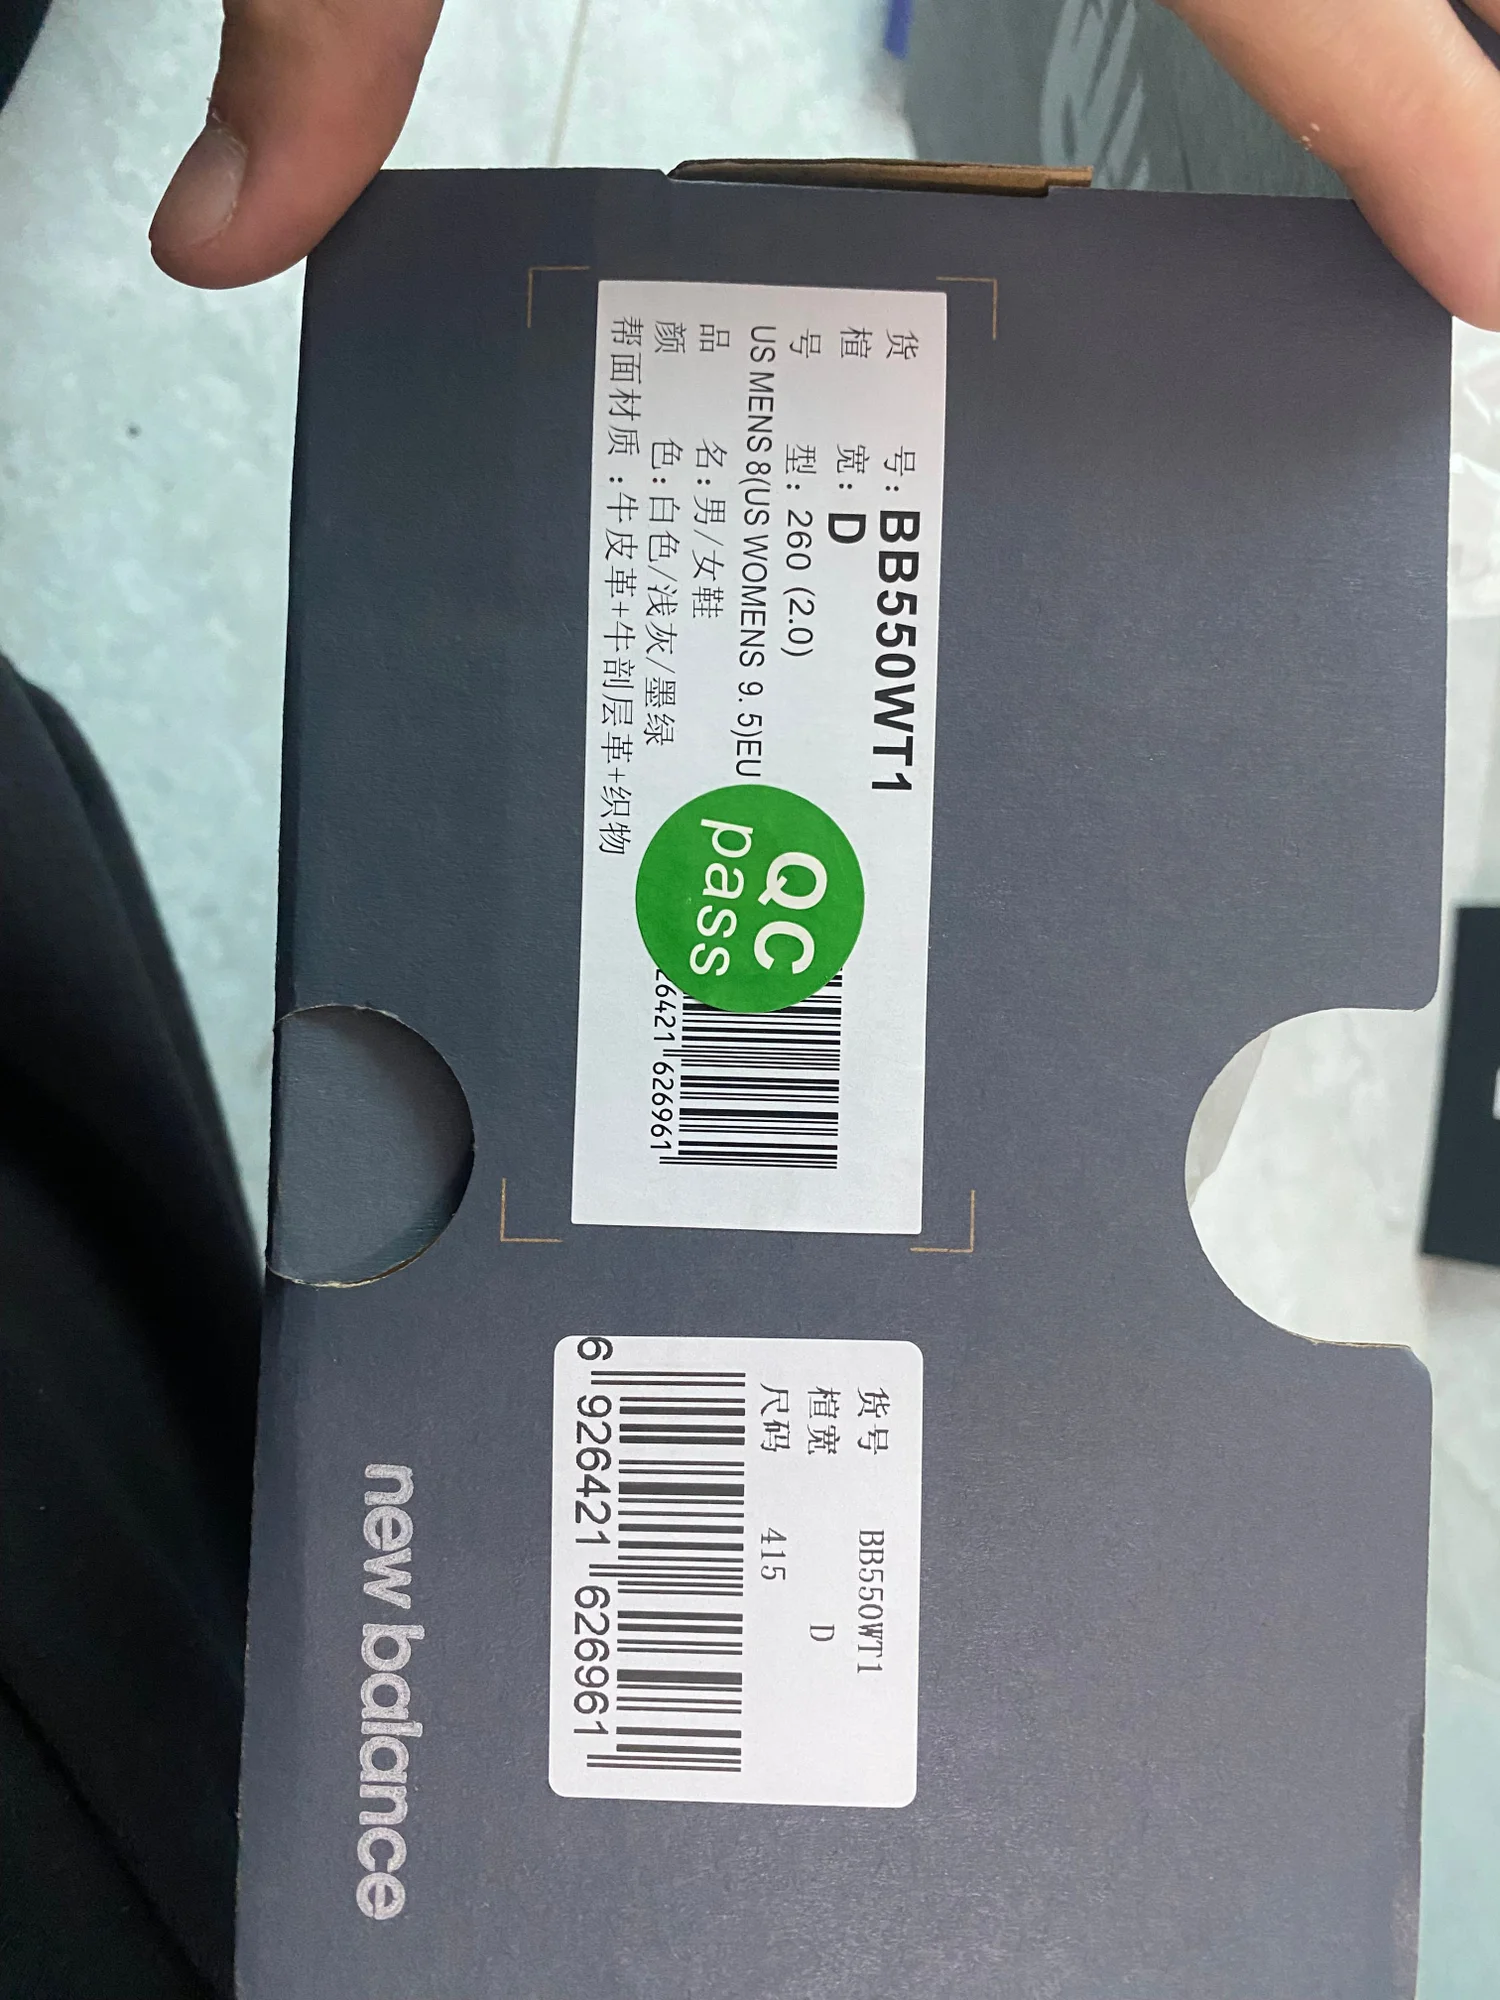 货 号: BB550WT1
楦 宽: D
号 型: 260 (2.0)
US MENS 8(US WOMENS 9.5)EU
品 名: 男/女鞋
颜 色: 白色/浅灰/墨绿
帮面材质: 牛皮革+牛剖层革+织物
QC
pass
26421 626961
货号 BB550WT1
楦宽 D
尺码 415
6 926421 626961
new balance